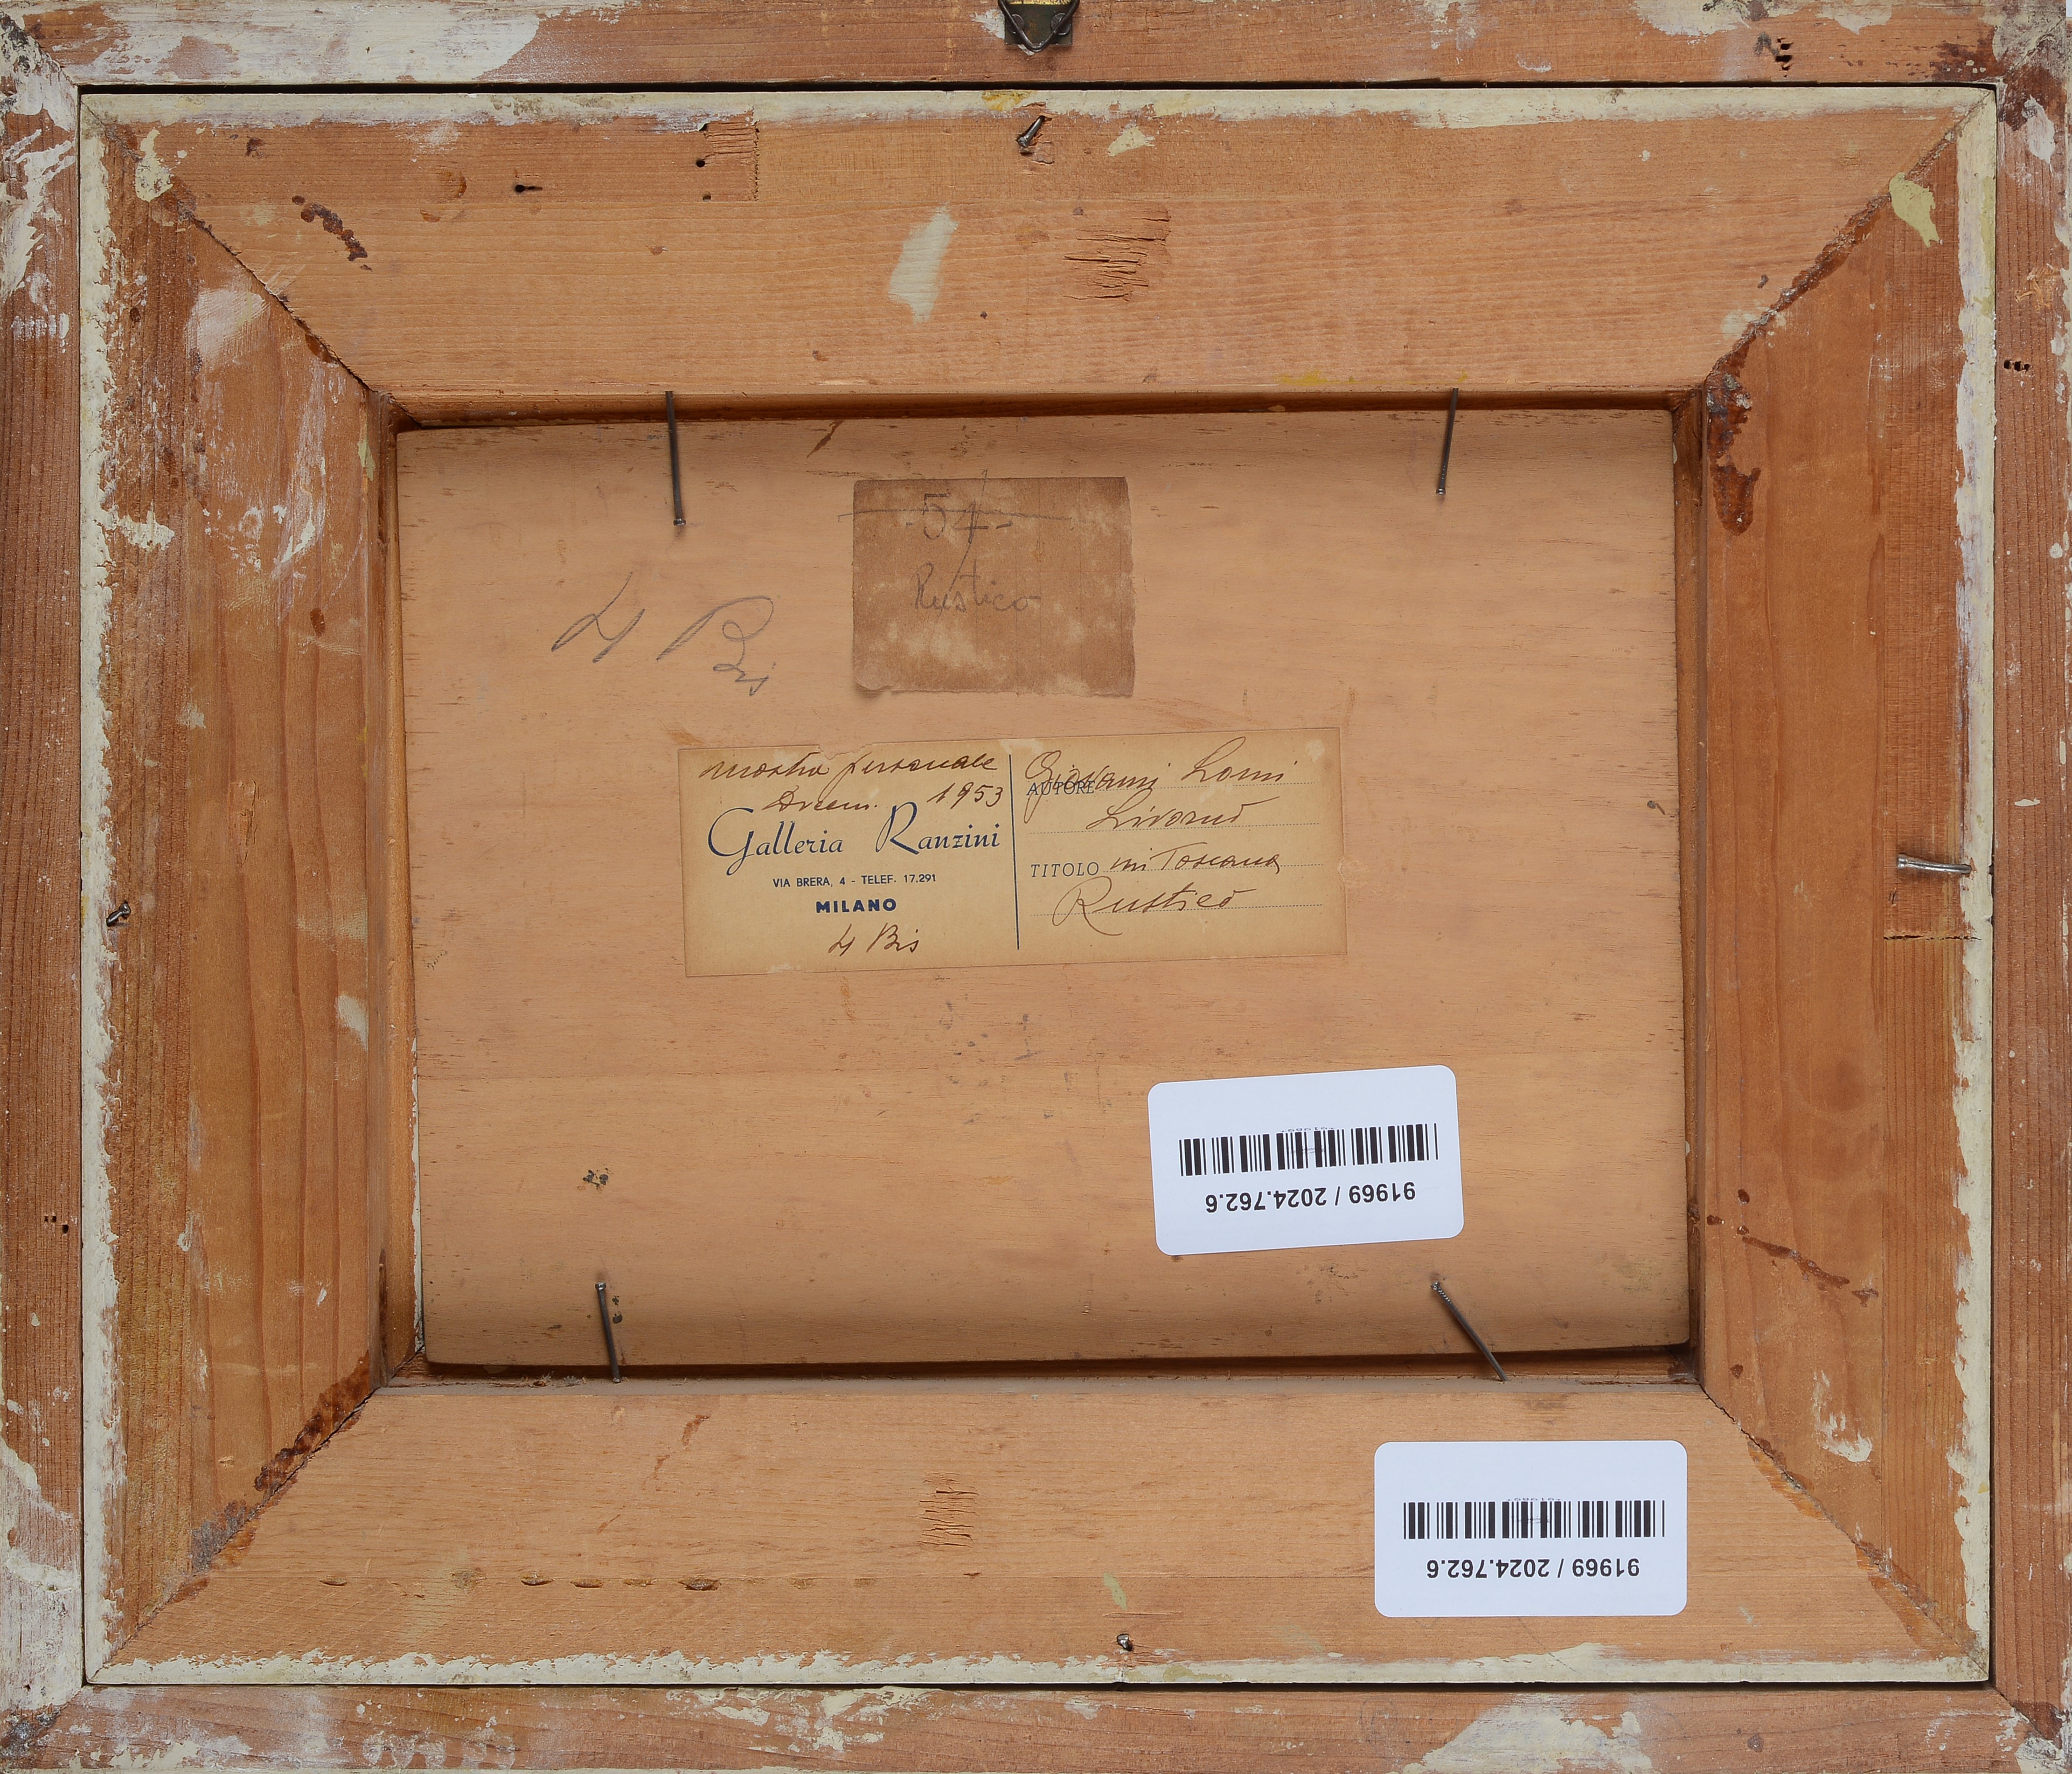 -54-
Rustico
4 Bis
mostra personale
Dicem. 1953
Galleria Ranzini
VIA BRERA, 4 - TELEF. 17.291
MILANO
4 Bis
AUTORE Giovanni Lomi
Livorno
TITOLO in Toscana
Rustico
91969 / 2024.762.6
91969 / 2024.762.6